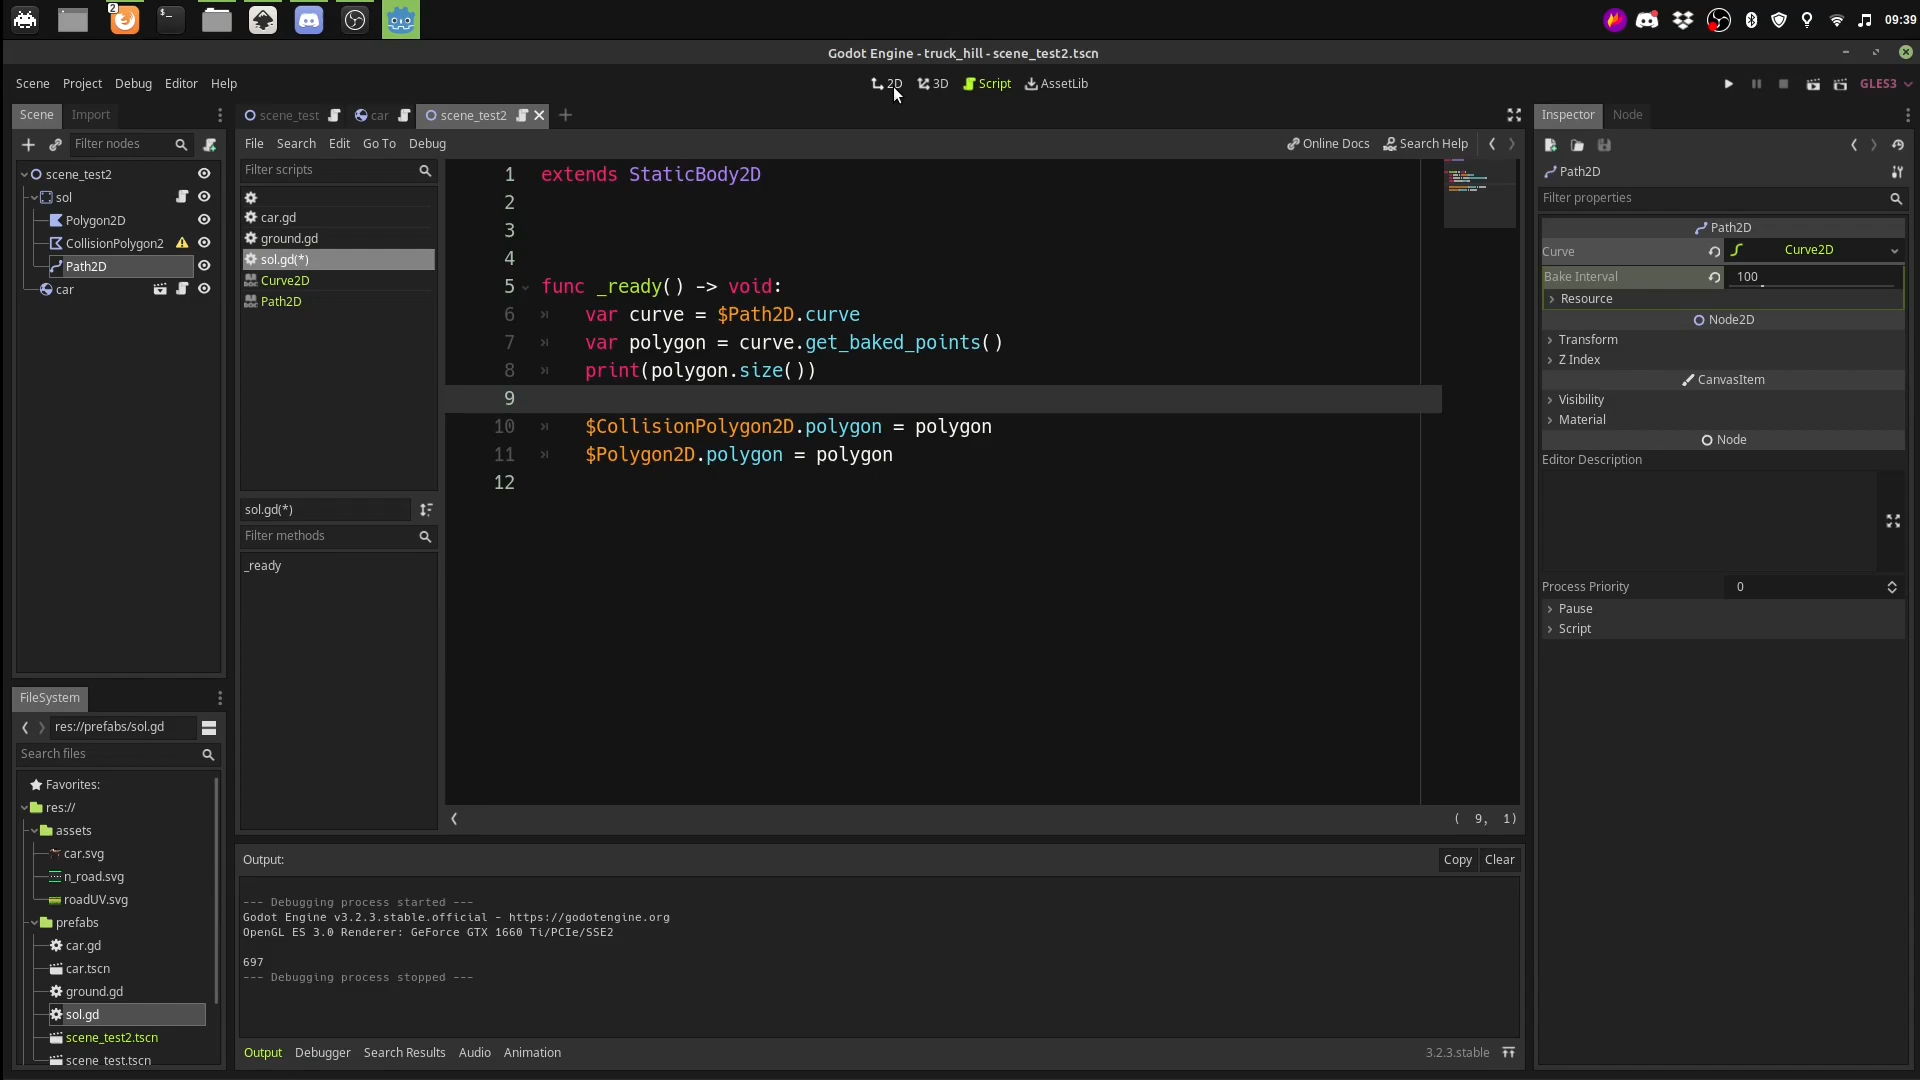 2
$_
09:39
Godot Engine - truck_hill - scene_test2.tscn
Scene Project Debug Editor Help
2D 3D Script AssetLib
GLES3
Scene Import
scene_test car scene_test2
Inspector Node
Filter nodes
File Search Edit Go To Debug
Online Docs Search Help
scene_test2
sol
Polygon2D
CollisionPolygon2
Path2D
car
Filter scripts
car.gd
ground.gd
sol.gd(*)
Curve2D
Path2D
sol.gd(*)
Filter methods
_ready
1 extends StaticBody2D
2
3
4
5 func _ready() -> void:
6 var curve = $Path2D.curve
7 var polygon = curve.get_baked_points()
8 print(polygon.size())
9
10 $CollisionPolygon2D.polygon = polygon
11 $Polygon2D.polygon = polygon
12
( 9, 1)
Path2D
Filter properties
Path2D
Curve Curve2D
Bake Interval 100
Resource
Node2D
Transform
Z Index
CanvasItem
Visibility
Material
Node
Editor Description
Process Priority 0
Pause
Script
FileSystem
res://prefabs/sol.gd
Search files
Favorites:
res://
assets
car.svg
n_road.svg
roadUV.svg
prefabs
car.gd
car.tscn
ground.gd
sol.gd
scene_test2.tscn
scene_test.tscn
Output:
Copy Clear
--- Debugging process started ---
Godot Engine v3.2.3.stable.official - https://godotengine.org
OpenGL ES 3.0 Renderer: GeForce GTX 1660 Ti/PCIe/SSE2
697
--- Debugging process stopped ---
Output Debugger Search Results Audio Animation
3.2.3.stable